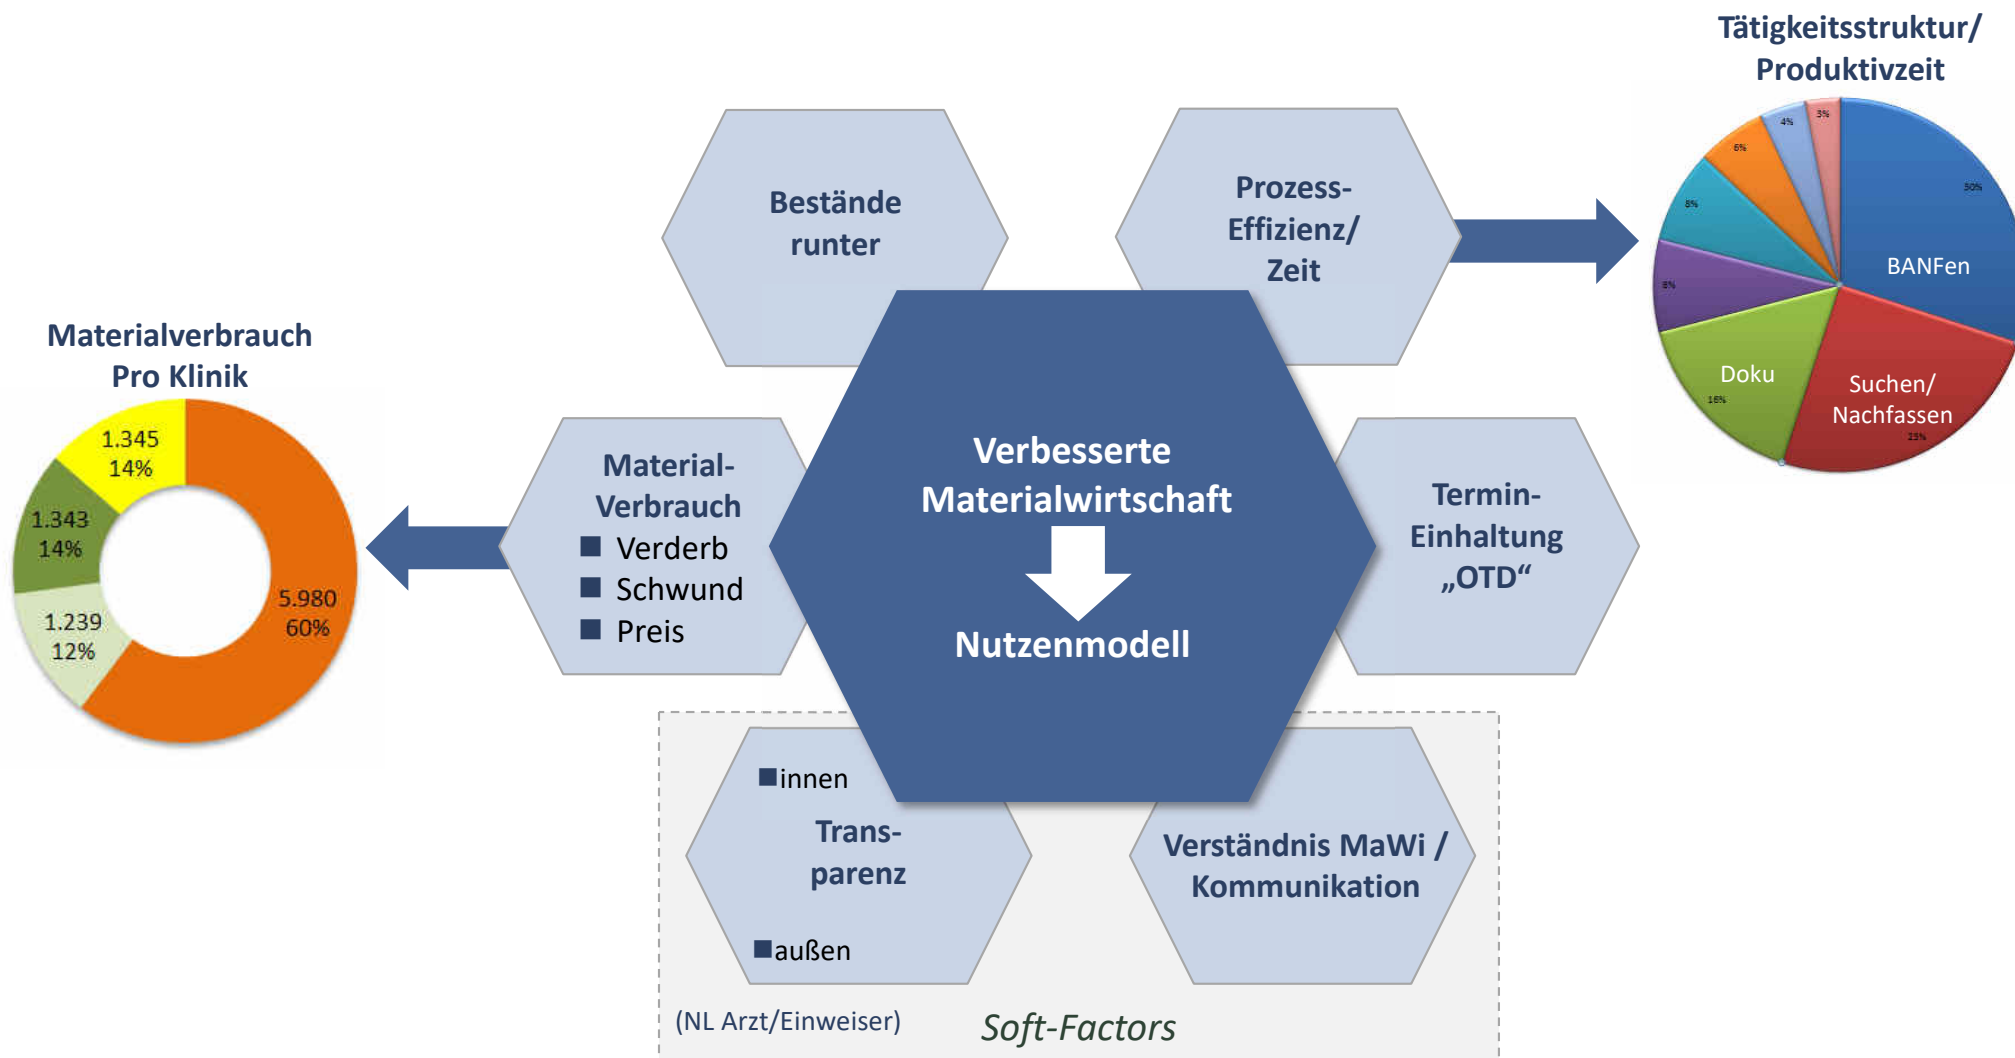 Tätigkeitsstruktur/
Produktivzeit
3%
4%
6%
8%
8%
16%
25%
30%
BANFen
Suchen/
Nachfassen
Doku
Bestände
runter
Prozess-
Effizienz/
Zeit
Materialverbrauch
Pro Klinik
1.345
14%
1.343
14%
1.239
12%
5.980
60%
Material-
Verbrauch
Verderb
Schwund
Preis
Verbesserte
Materialwirtschaft
Nutzenmodell
Termin-
Einhaltung
„OTD“
innen
Trans-
parenz
außen
Verständnis MaWi /
Kommunikation
(NL Arzt/Einweiser)
Soft-Factors